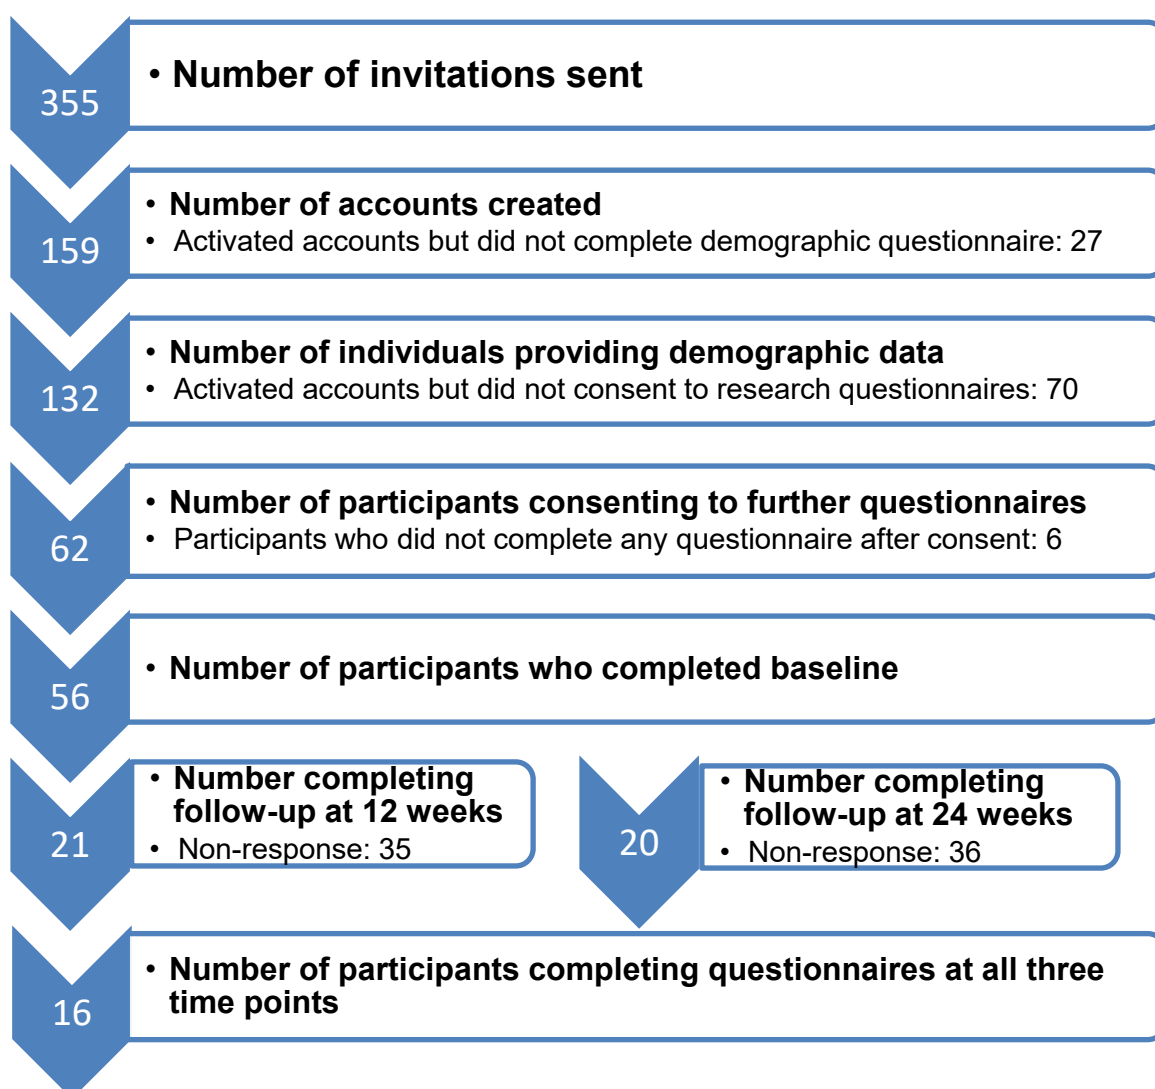 355
• Number of invitations sent
159
• Number of accounts created
• Activated accounts but did not complete demographic questionnaire: 27
132
• Number of individuals providing demographic data
• Activated accounts but did not consent to research questionnaires: 70
62
• Number of participants consenting to further questionnaires
• Participants who did not complete any questionnaire after consent: 6
56
• Number of participants who completed baseline
21
• Number completing
follow-up at 12 weeks
• Non-response: 35
20
• Number completing
follow-up at 24 weeks
• Non-response: 36
16
• Number of participants completing questionnaires at all three
time points